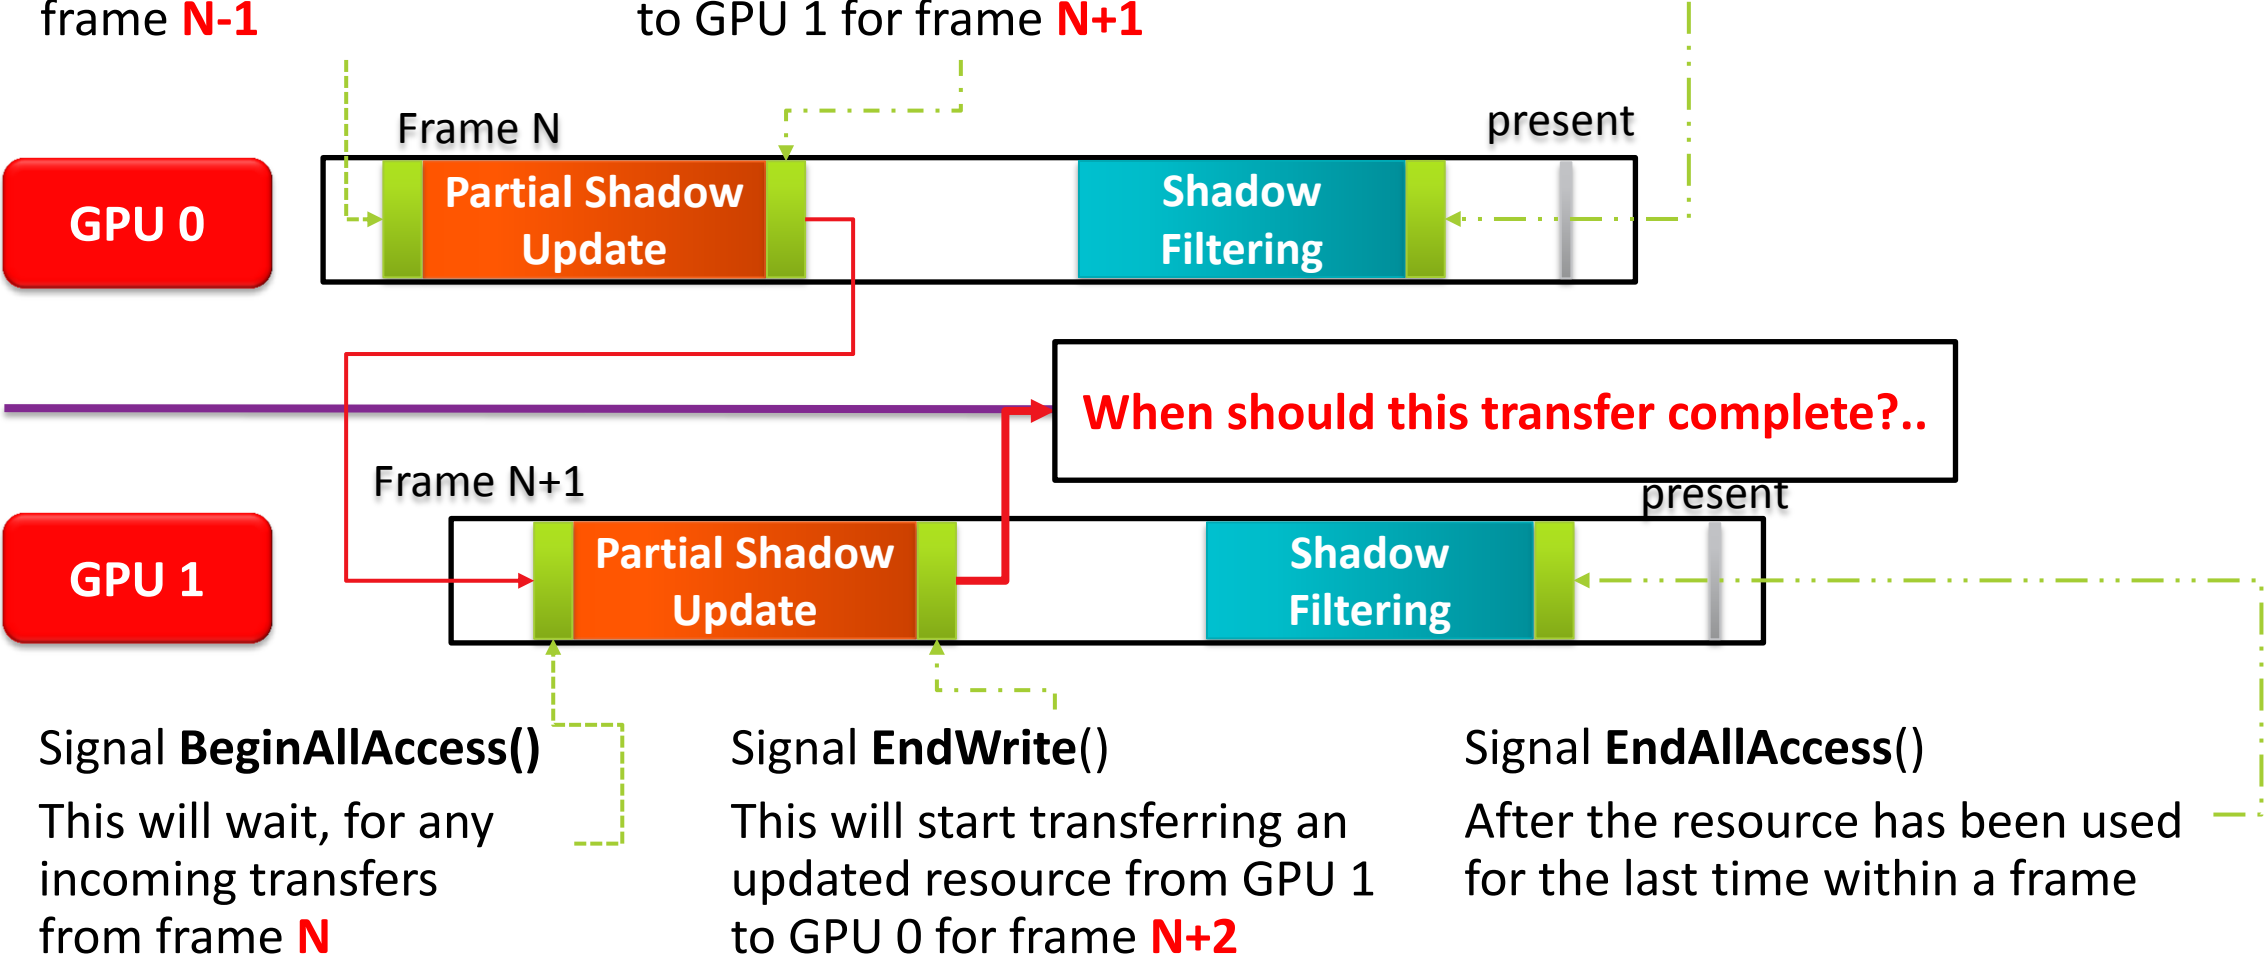 frame N-1
to GPU 1 for frame N+1
Frame N
present
GPU 0
Partial Shadow
Update
Shadow
Filtering
When should this transfer complete?..
Frame N+1
present
GPU 1
Partial Shadow
Update
Shadow
Filtering
Signal BeginAllAccess()
This will wait, for any
incoming transfers
from frame N
Signal EndWrite()
This will start transferring an
updated resource from GPU 1
to GPU 0 for frame N+2
Signal EndAllAccess()
After the resource has been used
for the last time within a frame